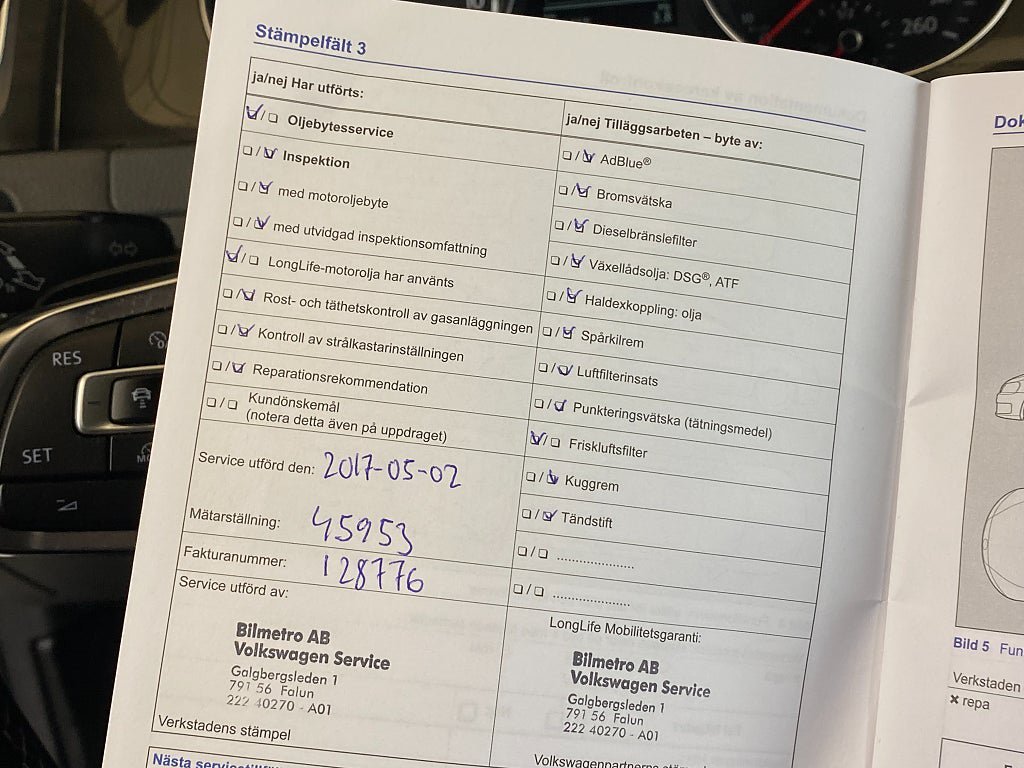 260
RES
SET
Stämpelfält 3
ja/nej Har utförts:
Oljebytesservice
Inspektion
med motoroljebyte
med utvidgad inspektionsomfattning
LongLife-motorolja har använts
Rost- och täthetskontroll av gasanläggningen
Kontroll av strålkastarinställningen
Reparationsrekommendation
Kundönskemål
(notera detta även på uppdraget)
Service utförd den: 2017-05-02
Mätarställning: 45953
Fakturanummer: 128776
Service utförd av:
Bilmetro AB
Volkswagen Service
Galgbergsleden 1
791 56 Falun
222 40270 - A01
Verkstadens stämpel
ja/nej Tilläggsarbeten – byte av:
AdBlue®
Bromsvätska
Dieselbränslefilter
Växellådsolja: DSG®, ATF
Haldexkoppling: olja
Spårkilrem
Luftfilterinsats
Punkteringsvätska (tätningsmedel)
Friskluftsfilter
Kuggrem
Tändstift
LongLife Mobilitetsgaranti:
Bilmetro AB
Volkswagen Service
Galgbergsleden 1
791 56 Falun
222 40270 - A01
Bild 5 Fun
Verkstaden
repa